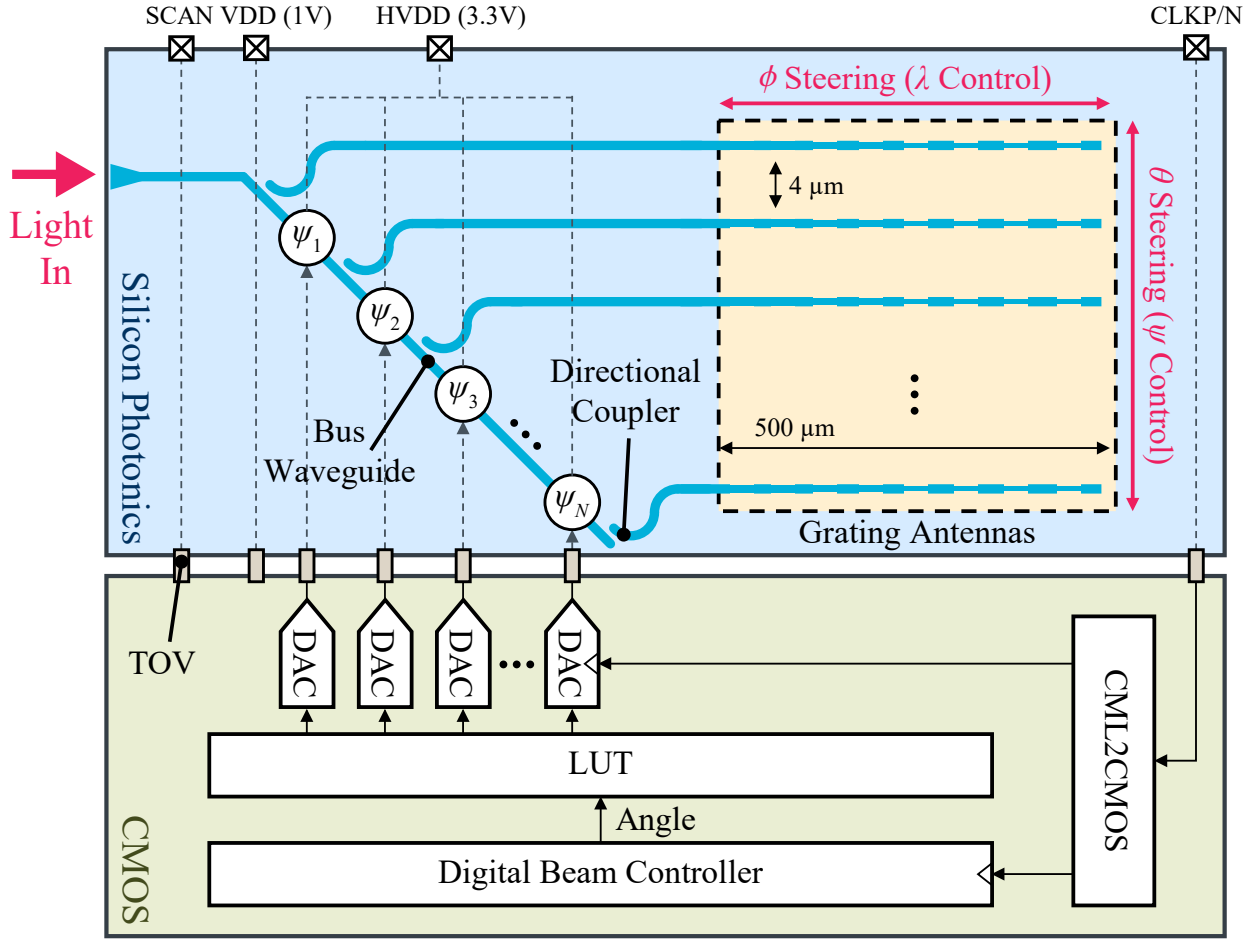 SCAN VDD (1V)
HVDD (3.3V)
CLKP/N
ϕ Steering (λ Control)
Light
In
4 µm
θ Steering (ψ Control)
ψ1
ψ2
ψ3
ψN
Silicon Photonics
Bus
Waveguide
Directional
Coupler
500 µm
Grating Antennas
TOV
DAC
DAC
DAC
DAC
CML2CMOS
LUT
Angle
Digital Beam Controller
CMOS